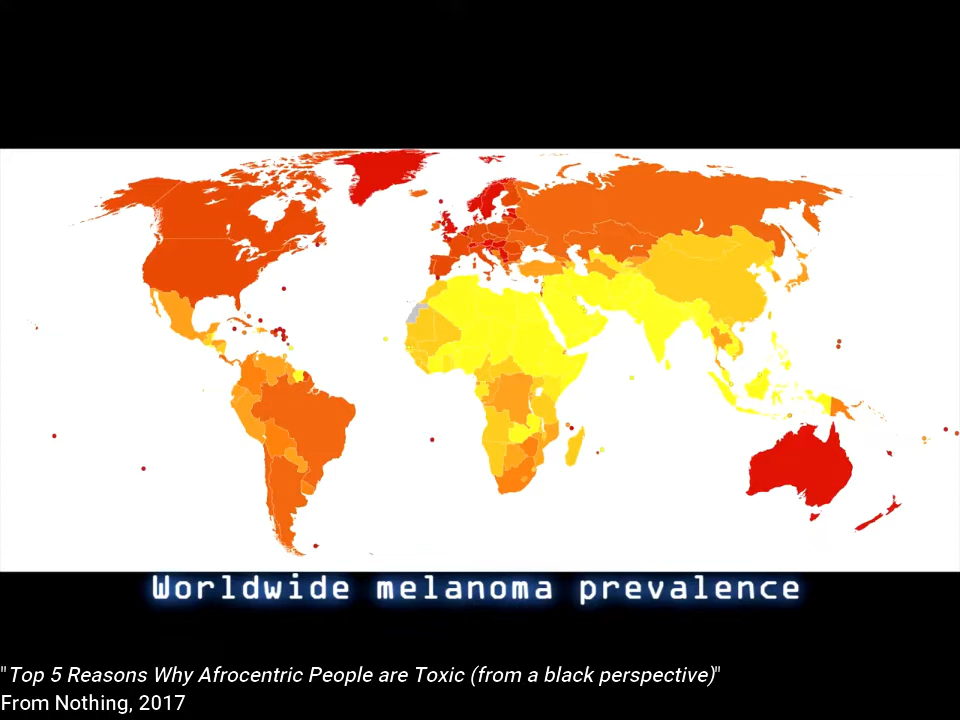 Worldwide melanoma prevalence
"Top 5 Reasons Why Afrocentric People are Toxic (from a black perspective)"
From Nothing, 2017